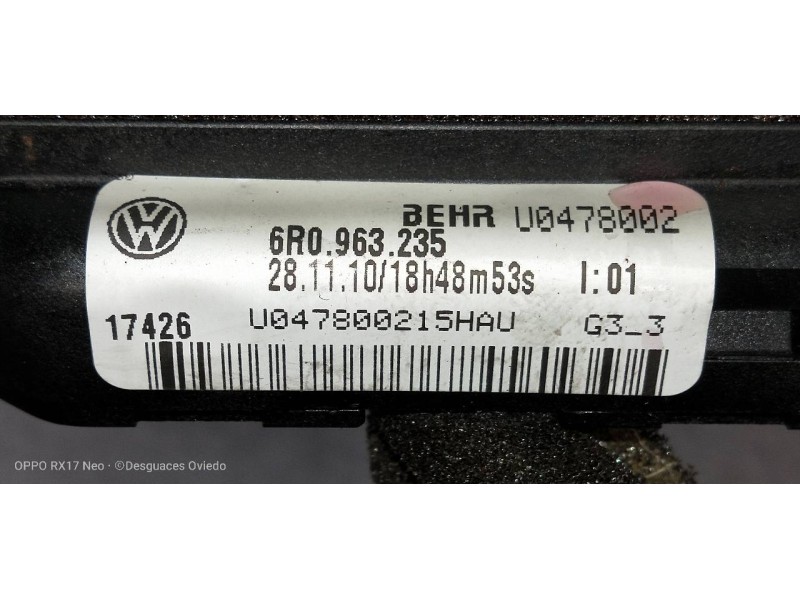 BEHR U0478002
6R0.963.235
28.11.10/18h48m53s I:01
17426 U047800215HAU G3_3
OPPO RX17 Neo · ©Desguaces Oviedo